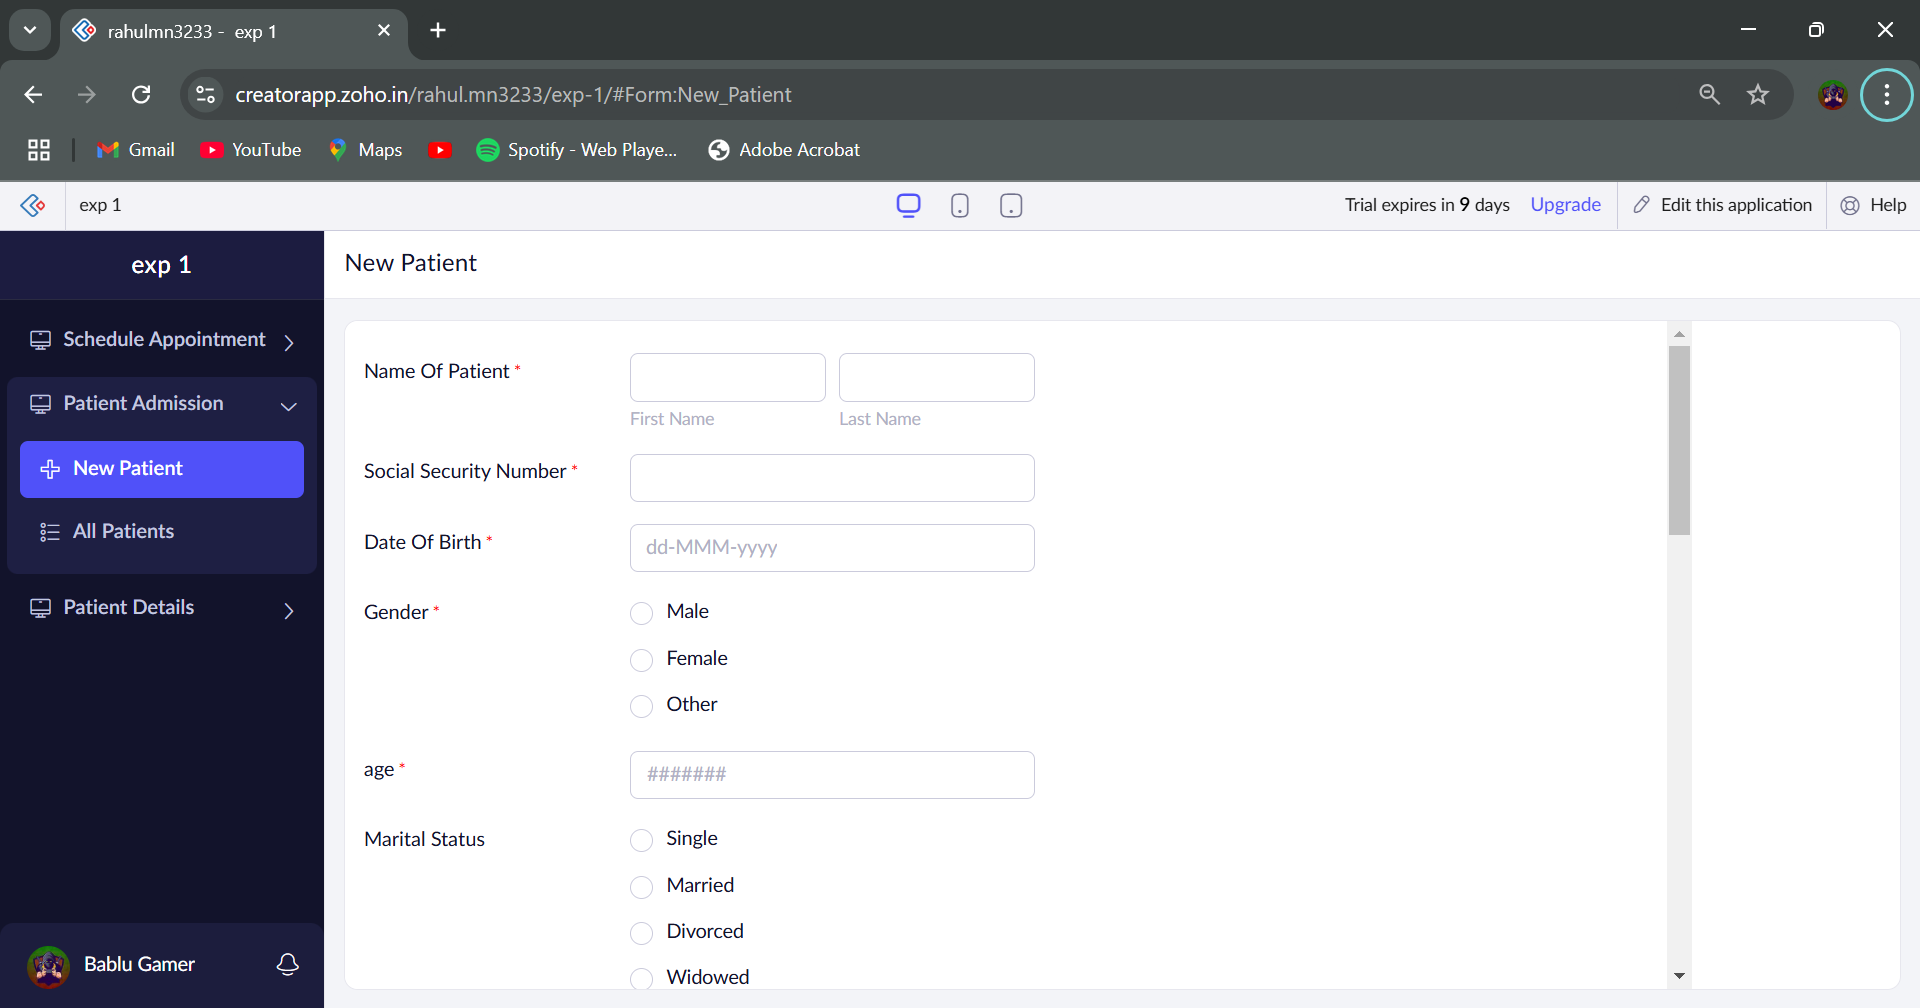 rahulmn3233 - exp 1
creatorapp.zoho.in/rahul.mn3233/exp-1/#Form:New_Patient
Gmail YouTube Maps Spotify - Web Playe... Adobe Acrobat
exp 1 Trial expires in 9 days Upgrade Edit this application Help
exp 1
Schedule Appointment
Patient Admission
New Patient
All Patients
Patient Details
Bablu Gamer
New Patient
Name Of Patient *
First Name Last Name
Social Security Number *
Date Of Birth * dd-MMM-yyyy
Gender * Male
Female
Other
age * #######
Marital Status Single
Married
Divorced
Widowed